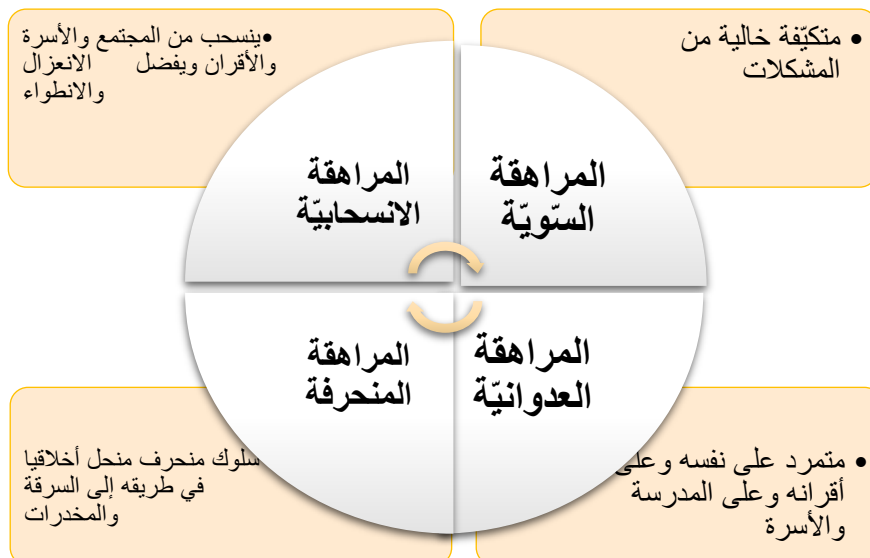 • متكيّفة خالية من
المشكلات
•ينسحب من المجتمع والأسرة
والأقران ويفضل الانعزال
والانطواء
المراهقة
السّويّة
المراهقة
الانسحابيّة
المراهقة
العدوانيّة
المراهقة
المنحرفة
• متمرد على نفسه وعلى
أقرانه وعلى المدرسة
والأسرة
سلوك منحرف منحل أخلاقيا
في طريقه إلى السرقة
والمخدرات